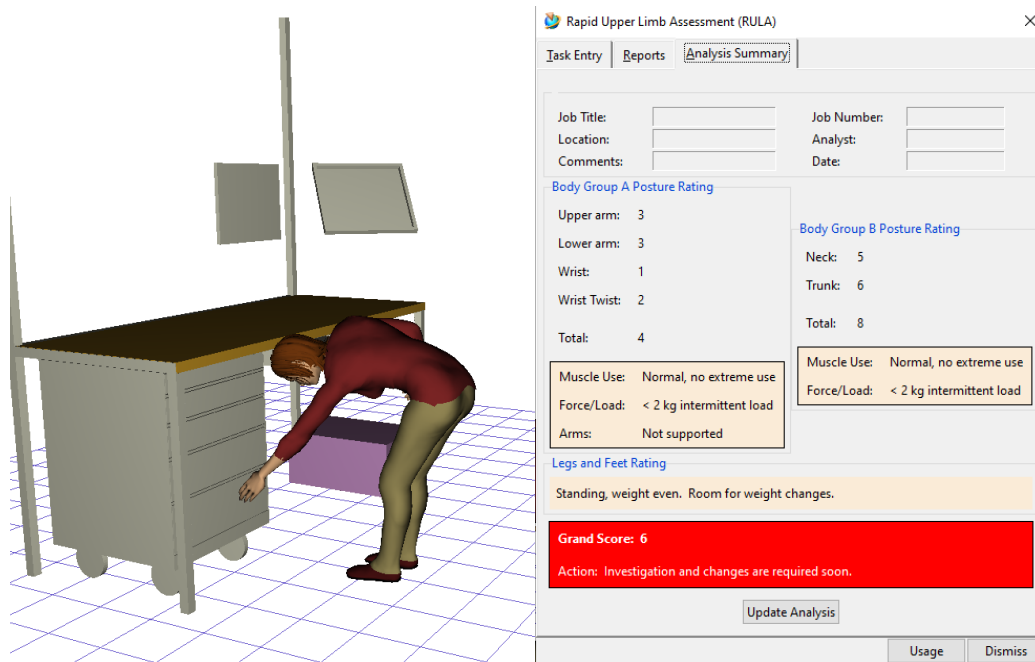 Rapid Upper Limb Assessment (RULA)
Task Entry Reports Analysis Summary
Job Title: Job Number:
Location: Analyst:
Comments: Date:
Body Group A Posture Rating
Upper arm: 3
Lower arm: 3
Wrist: 1
Wrist Twist: 2
Total: 4
Muscle Use: Normal, no extreme use
Force/Load: < 2 kg intermittent load
Arms: Not supported
Body Group B Posture Rating
Neck: 5
Trunk: 6
Total: 8
Muscle Use: Normal, no extreme use
Force/Load: < 2 kg intermittent load
Legs and Feet Rating
Standing, weight even. Room for weight changes.
Grand Score: 6
Action: Investigation and changes are required soon.
Update Analysis
Usage Dismiss